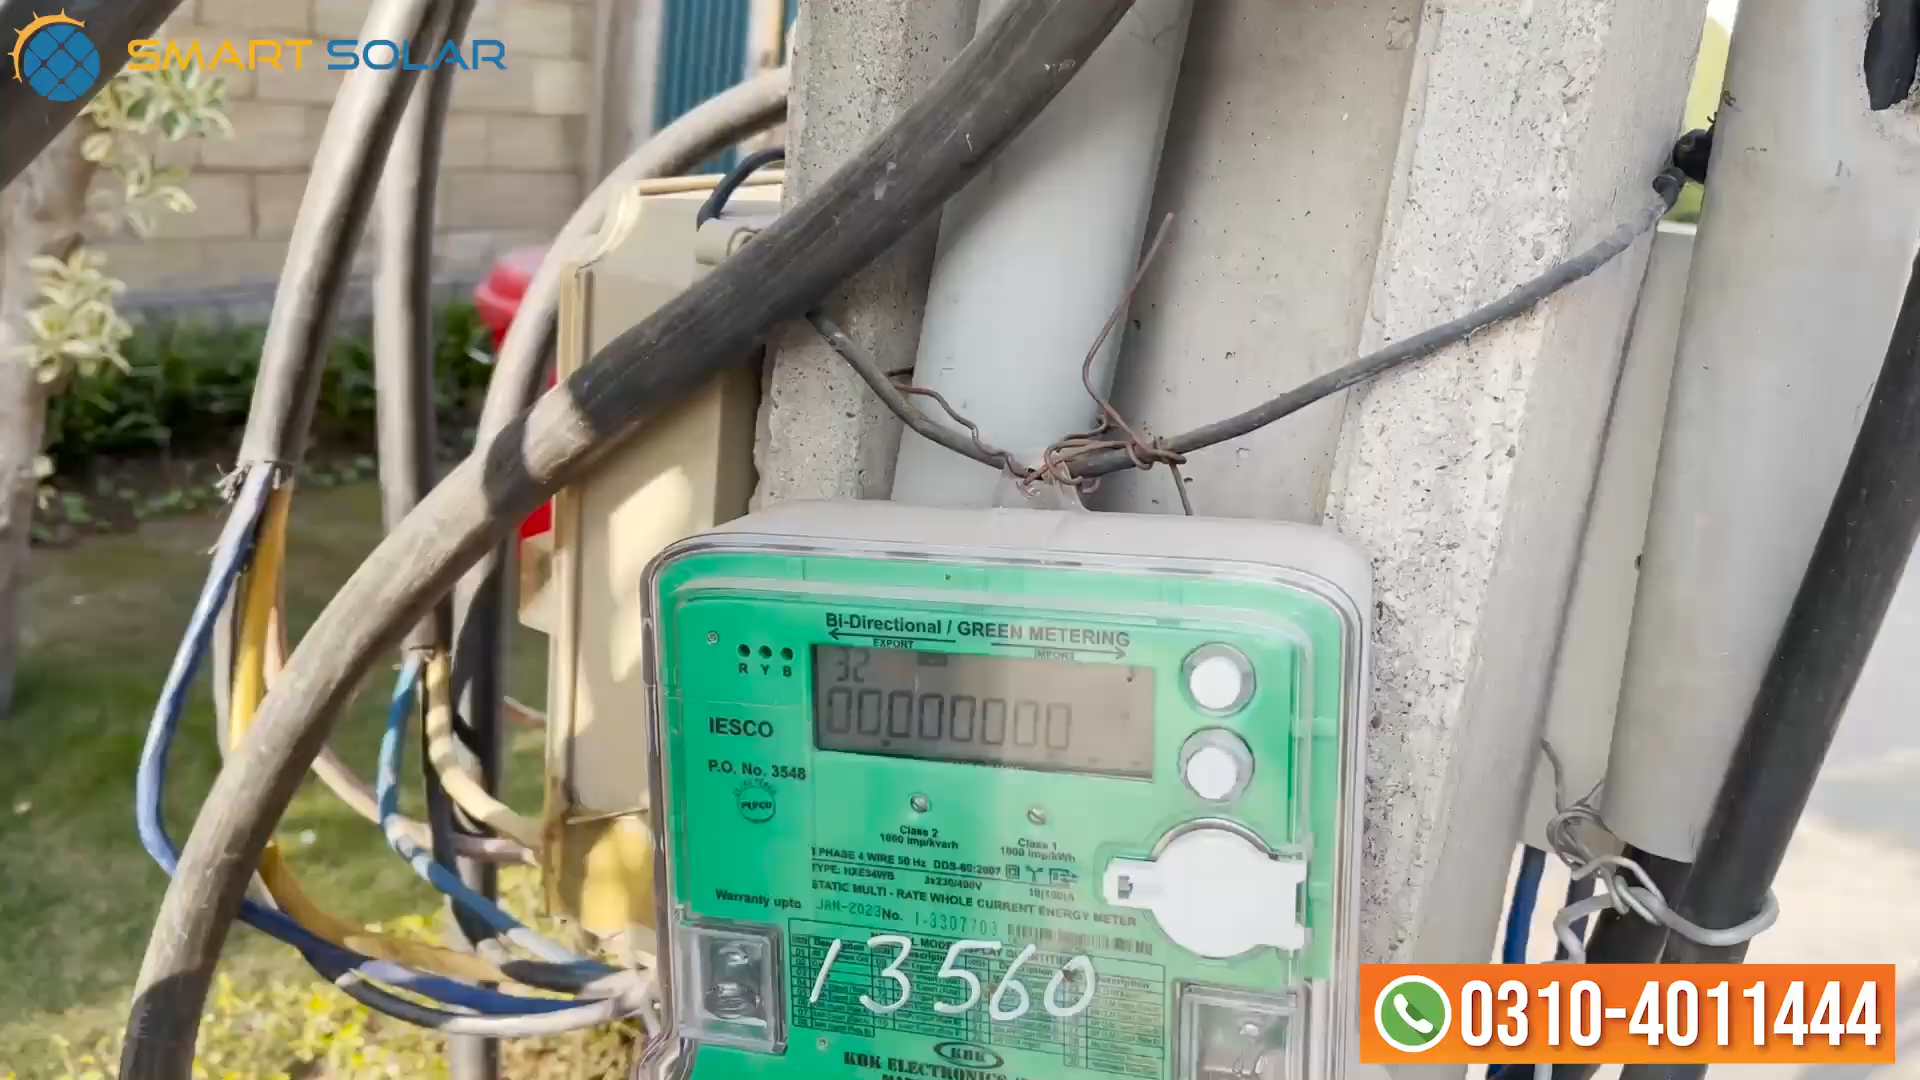 SMART SOLAR
Bi-Directional / GREEN METERING
EXPORT IMPORT
R Y B
32
00000000
IESCO
P.O. No. 3548
PEPCO
Class 2
1000 imp/kvarh
Class 1
1000 imp/kWh
PHASE 4 WIRE 50 Hz DDS-60:2007
TYPE: HXE34WB 3x230/400V 10(100)A
STATIC MULTI - RATE WHOLE CURRENT ENERGY METER
Warranty upto JAN-2023 No. 1-3307703
13560
KBK
KBK ELECTRONICS
0310-4011444